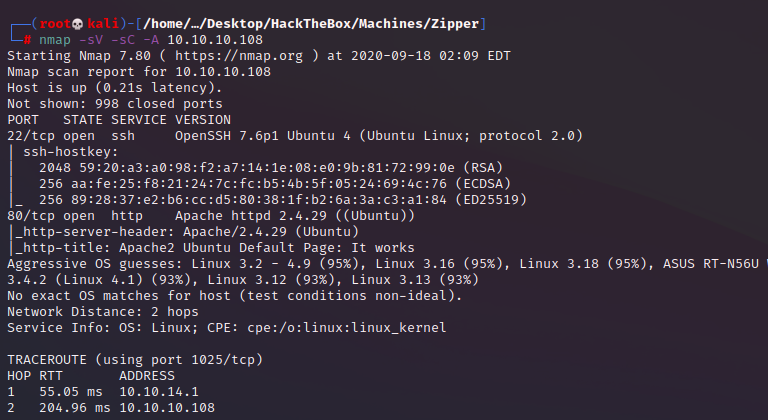 ┌──(root💀kali)-[/home/…/Desktop/HackTheBox/Machines/Zipper]
└─# nmap -sV -sC -A 10.10.10.108
Starting Nmap 7.80 ( https://nmap.org ) at 2020-09-18 02:09 EDT
Nmap scan report for 10.10.10.108
Host is up (0.21s latency).
Not shown: 998 closed ports
PORT   STATE SERVICE VERSION
22/tcp open  ssh     OpenSSH 7.6p1 Ubuntu 4 (Ubuntu Linux; protocol 2.0)
| ssh-hostkey:
|   2048 59:20:a3:a0:98:f2:a7:14:1e:08:e0:9b:81:72:99:0e (RSA)
|   256 aa:fe:25:f8:21:24:7c:fc:b5:4b:5f:05:24:69:4c:76 (ECDSA)
|_  256 89:28:37:e2:b6:cc:d5:80:38:1f:b2:6a:3a:c3:a1:84 (ED25519)
80/tcp open  http    Apache httpd 2.4.29 ((Ubuntu))
|_http-server-header: Apache/2.4.29 (Ubuntu)
|_http-title: Apache2 Ubuntu Default Page: It works
Aggressive OS guesses: Linux 3.2 - 4.9 (95%), Linux 3.16 (95%), Linux 3.18 (95%), ASUS RT-N56U
3.4.2 (Linux 4.1) (93%), Linux 3.12 (93%), Linux 3.13 (93%)
No exact OS matches for host (test conditions non-ideal).
Network Distance: 2 hops
Service Info: OS: Linux; CPE: cpe:/o:linux:linux_kernel

TRACEROUTE (using port 1025/tcp)
HOP RTT       ADDRESS
1   55.05 ms  10.10.14.1
2   204.96 ms 10.10.10.108